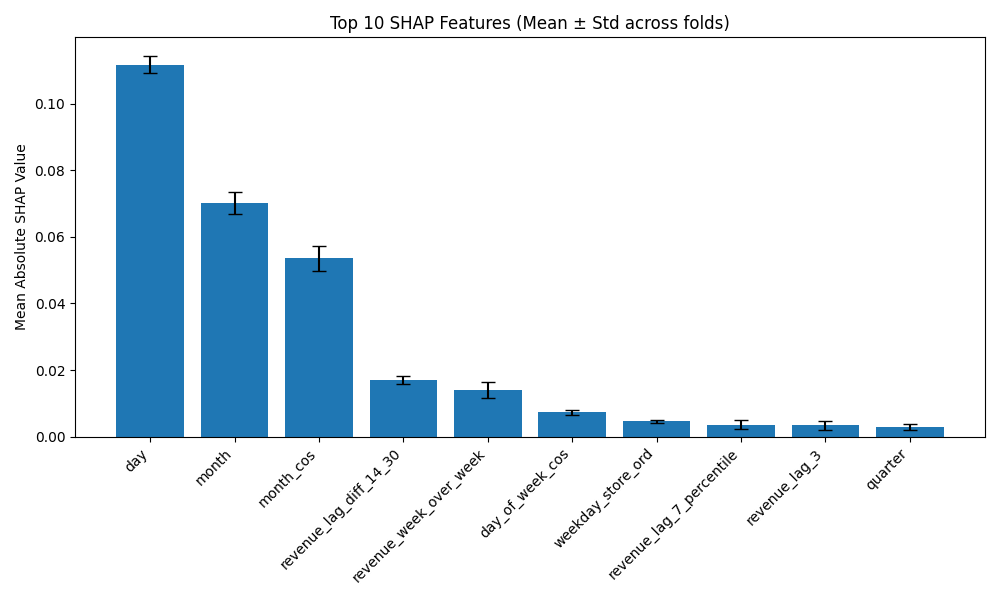 Top 10 SHAP Features (Mean ± Std across folds)
Mean Absolute SHAP Value
0.10
0.08
0.06
0.04
0.02
0.00
day
month
month_cos
revenue_lag_diff_14_30
revenue_week_over_week
day_of_week_cos
weekday_store_ord
revenue_lag_7_percentile
revenue_lag_3
quarter